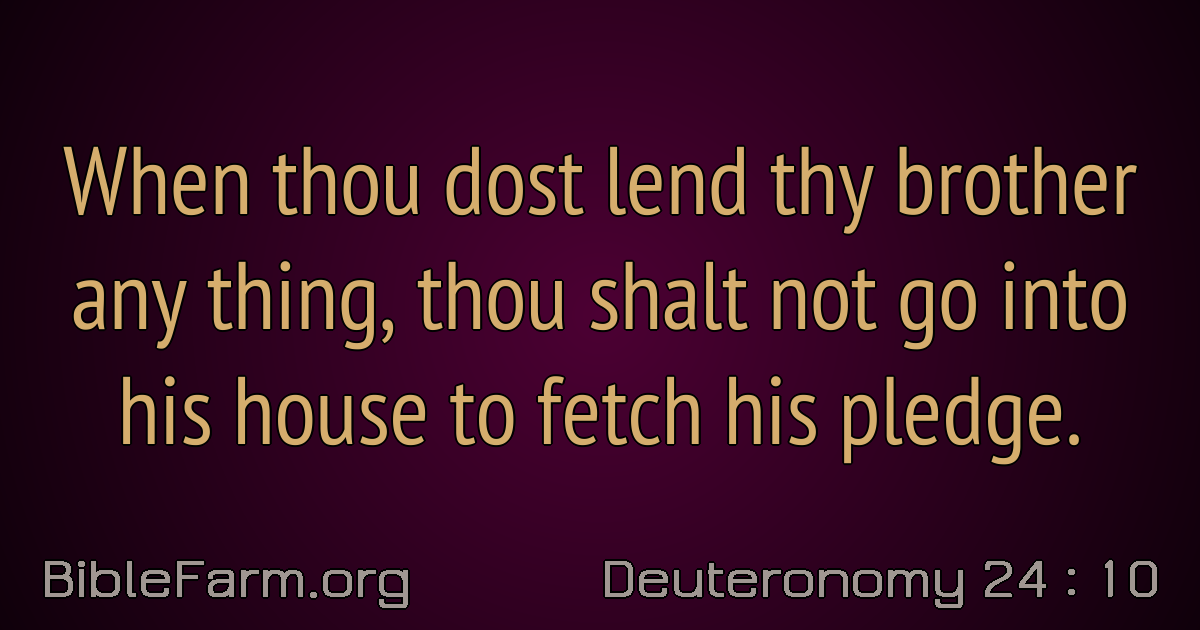 When thou dost lend thy brother
any thing, thou shalt not go into
his house to fetch his pledge.
BibleFarm.org
Deuteronomy 24 : 10